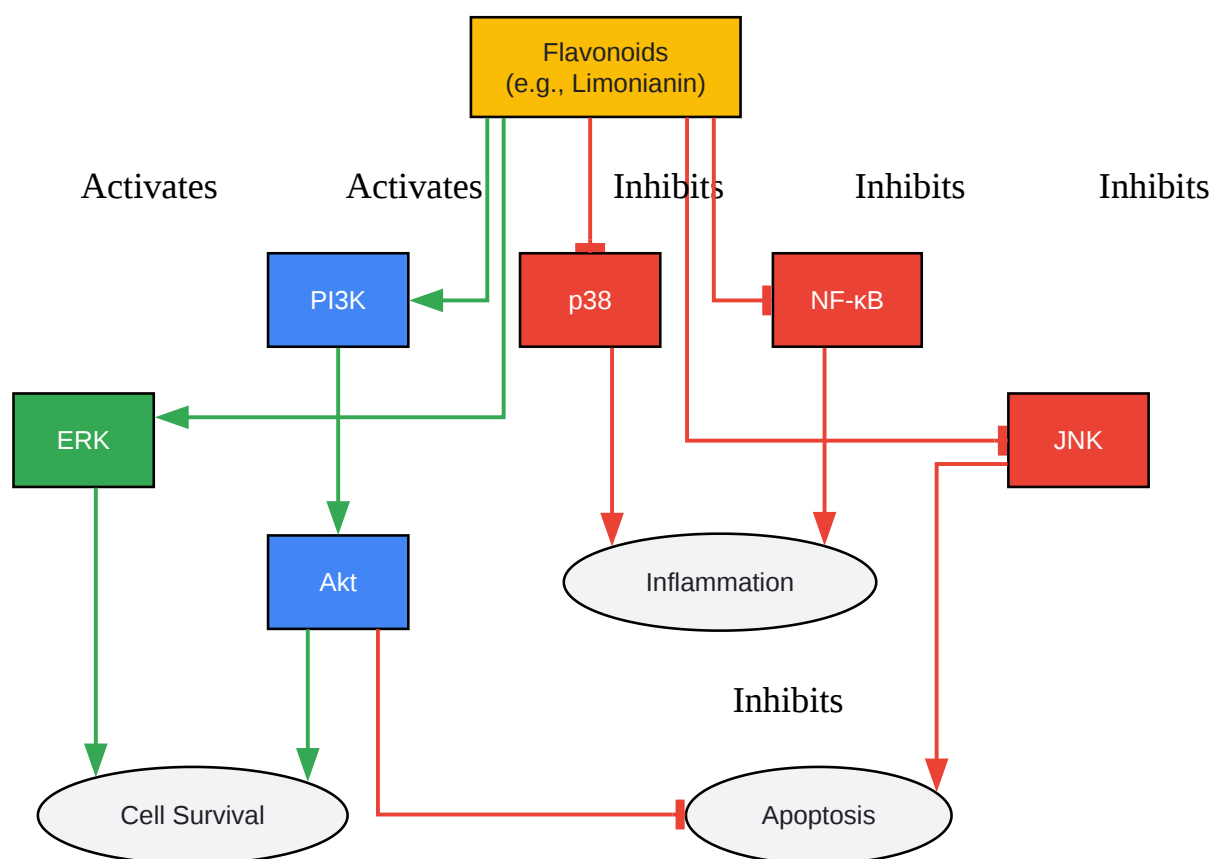 Flavonoids
(e.g., Limonianin)
Activates
Activates
Inhibits
Inhibits
Inhibits
PI3K
p38
NF-κB
ERK
JNK
Akt
Inflammation
Inhibits
Cell Survival
Apoptosis